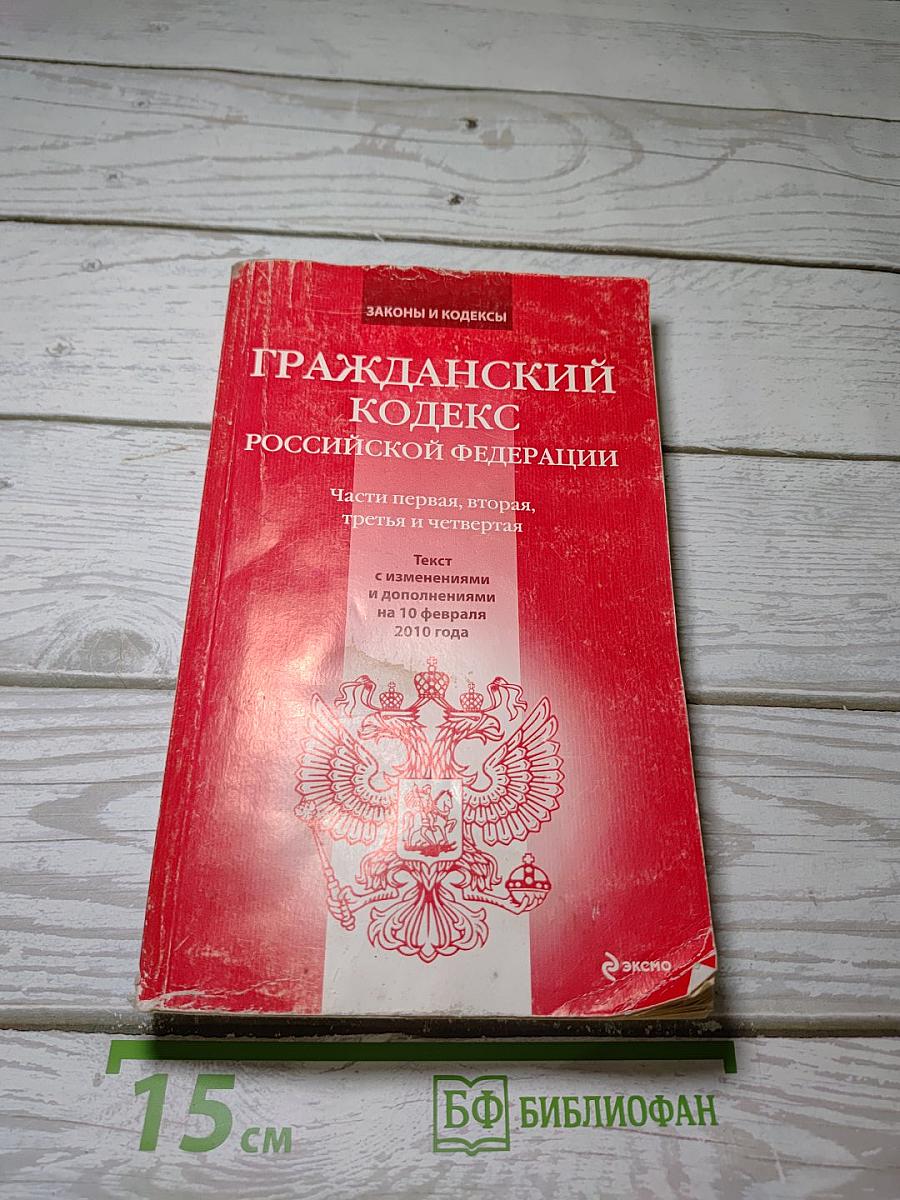 ЗАКОНЫ И КОДЕКСЫ
ГРАЖДАНСКИЙ
КОДЕКС
РОССИЙСКОЙ ФЕДЕРАЦИИ
Части первая, вторая,
третья и четвертая
Текст
с изменениями
и дополнениями
на 10 февраля
2010 года
ЭКСМО
15 см
БФ БИБЛИОФАН